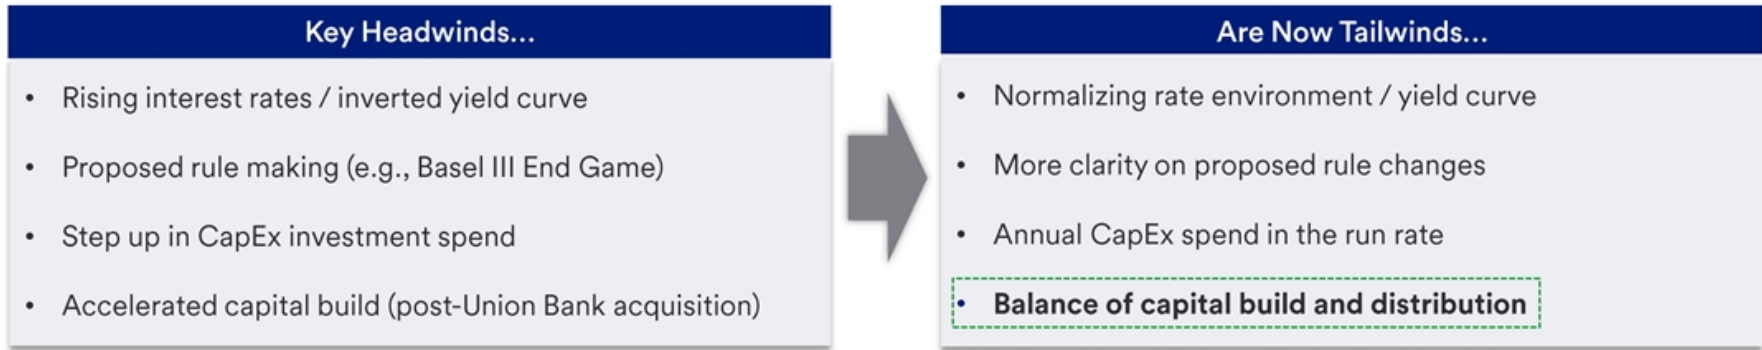 Key Headwinds...
• Rising interest rates / inverted yield curve
• Proposed rule making (e.g., Basel III End Game)
• Step up in CapEx investment spend
• Accelerated capital build (post-Union Bank acquisition)
Are Now Tailwinds...
• Normalizing rate environment / yield curve
• More clarity on proposed rule changes
• Annual CapEx spend in the run rate
• Balance of capital build and distribution